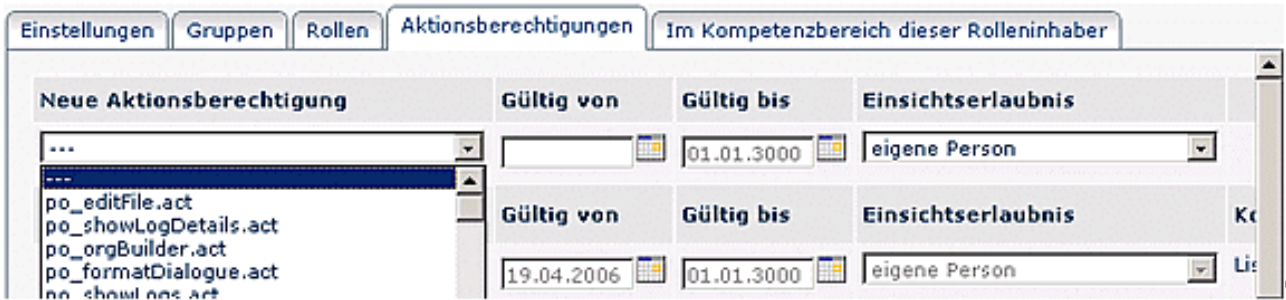 Einstellungen Gruppen Rollen Aktionsberechtigungen Im Kompetenzbereich dieser Rolleninhaber
Neue Aktionsberechtigung Gültig von Gültig bis Einsichtserlaubnis
--- 01.01.3000 eigene Person
---
po_editFile.act
po_showLogDetails.act
Gültig von Gültig bis Einsichtserlaubnis
po_orgBuilder.act
po_formatDialogue.act
19.04.2006 01.01.3000 eigene Person
po_showLogs.act